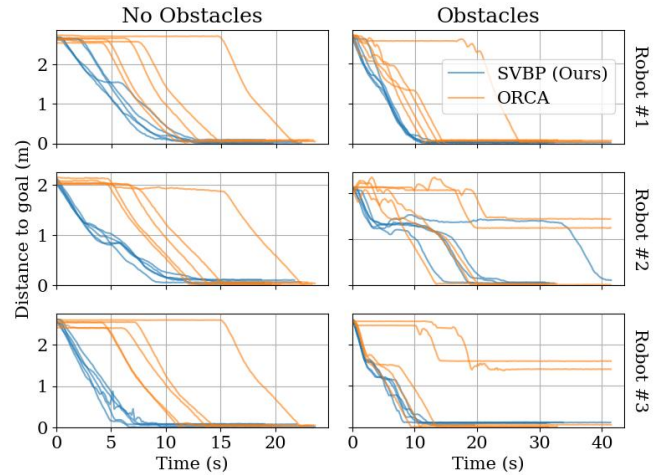 No Obstacles
Obstacles
2
1
0
Robot #1
SVBP (Ours)
ORCA
Distance to goal (m)
2
1
0
Robot #2
2
1
0
Robot #3
0 5 10 15 20
0 10 20 30 40
Time (s)
Time (s)